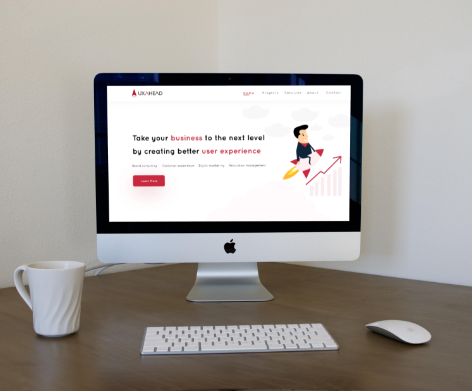 UXAHEAD
Home Projects Services About Contact
Take your business to the next level
by creating better user experience
Brand consulting Customer experience Digital marketing Reputation management
Learn More